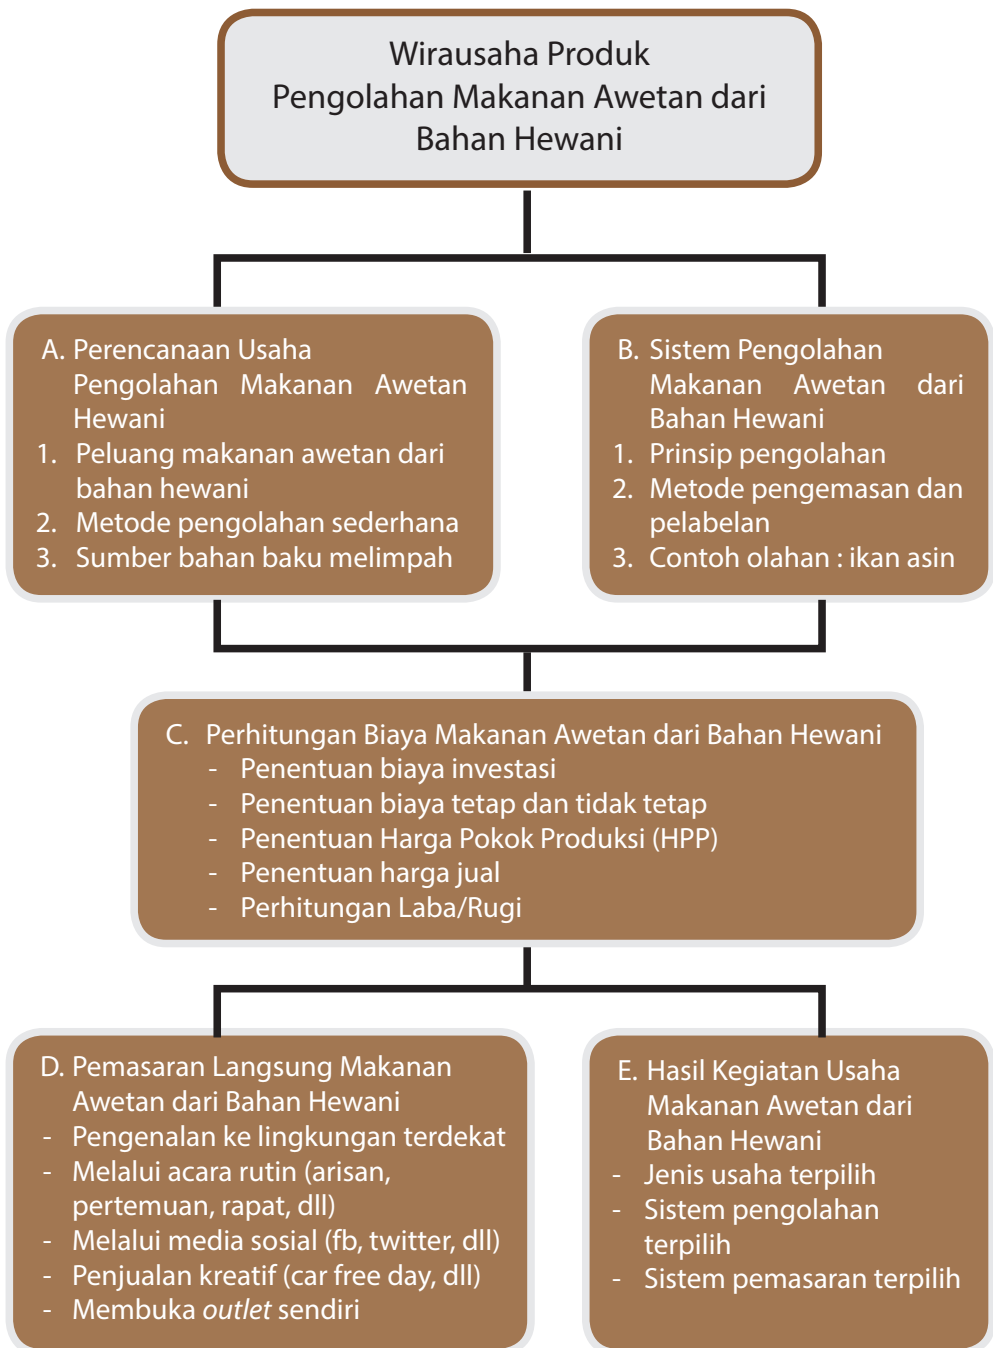 Wirausaha Produk
Pengolahan Makanan Awetan dari
Bahan Hewani
A. Perencanaan Usaha
Pengolahan Makanan Awetan
Hewani
1. Peluang makanan awetan dari
bahan hewani
2. Metode pengolahan sederhana
3. Sumber bahan baku melimpah
B. Sistem Pengolahan
Makanan Awetan dari
Bahan Hewani
1. Prinsip pengolahan
2. Metode pengemasan dan
pelabelan
3. Contoh olahan : ikan asin
C. Perhitungan Biaya Makanan Awetan dari Bahan Hewani
- Penentuan biaya investasi
- Penentuan biaya tetap dan tidak tetap
- Penentuan Harga Pokok Produksi (HPP)
- Penentuan harga jual
- Perhitungan Laba/Rugi
D. Pemasaran Langsung Makanan
Awetan dari Bahan Hewani
- Pengenalan ke lingkungan terdekat
- Melalui acara rutin (arisan,
pertemuan, rapat, dll)
- Melalui media sosial (fb, twitter, dll)
- Penjualan kreatif (car free day, dll)
- Membuka outlet sendiri
E. Hasil Kegiatan Usaha
Makanan Awetan dari
Bahan Hewani
- Jenis usaha terpilih
- Sistem pengolahan
terpilih
- Sistem pemasaran terpilih